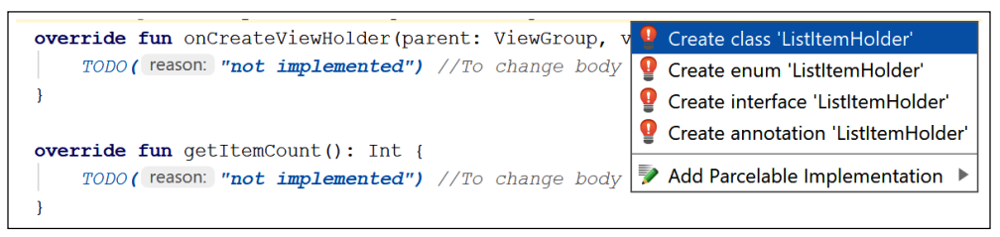 override fun onCreateViewHolder(parent: ViewGroup, v
TODO( reason: "not implemented") //To change body
}
override fun getItemCount(): Int {
TODO( reason: "not implemented") //To change body
}
Create class 'ListItemHolder'
Create enum 'ListItemHolder'
Create interface 'ListItemHolder'
Create annotation 'ListItemHolder'
Add Parcelable Implementation